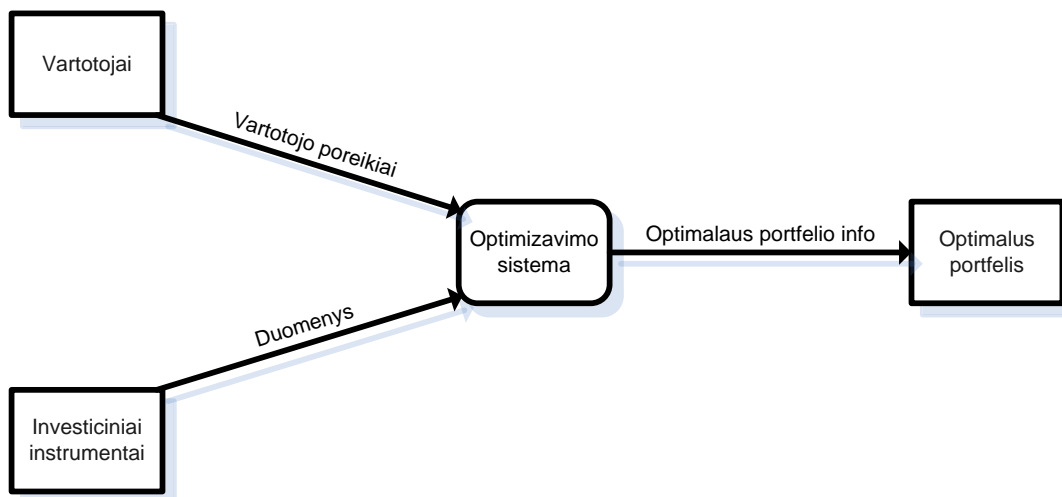 Vartotojai
Vartotojo poreikiai
Optimizavimo
sistema
Optimalaus portfelio info
Optimalus
portfelis
Duomenys
Investiciniai
instrumentai